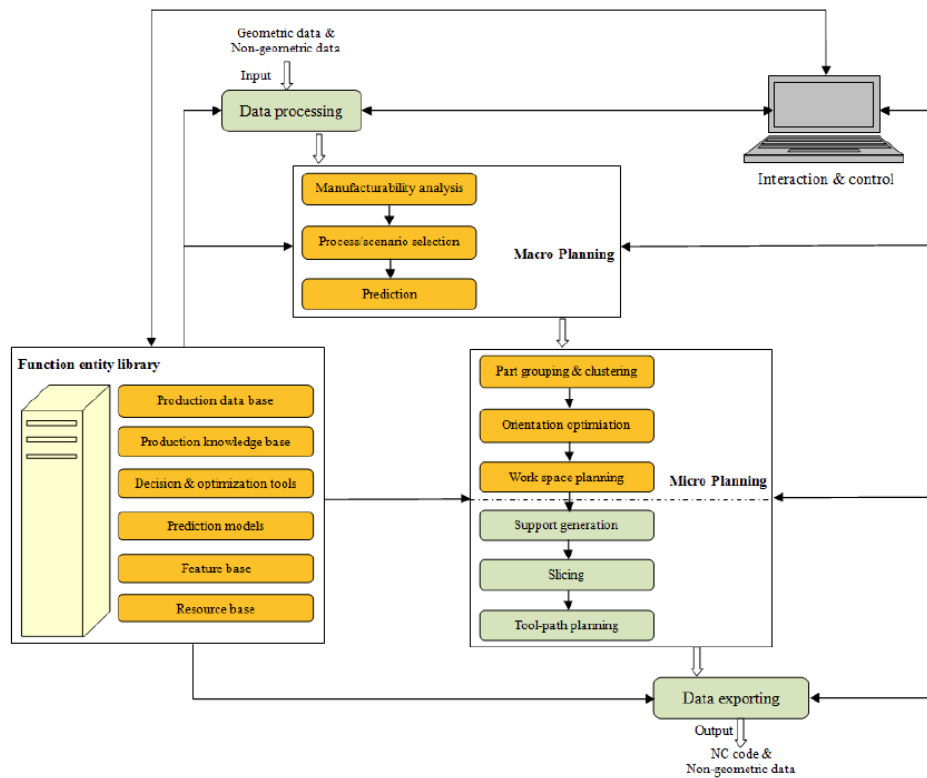 Geometric data &
Non-geometric data
Input
Data processing
Interaction & control
Manufacturability analysis
Process/scenario selection
Macro Planning
Prediction
Function entity library
Production data base
Production knowledge base
Decision & optimization tools
Prediction models
Feature base
Resource base
Part grouping & clustering
Orientation optimiation
Work space planning
Micro Planning
Support generation
Slicing
Tool-path planning
Data exporting
Output
NC code &
Non-geometric data